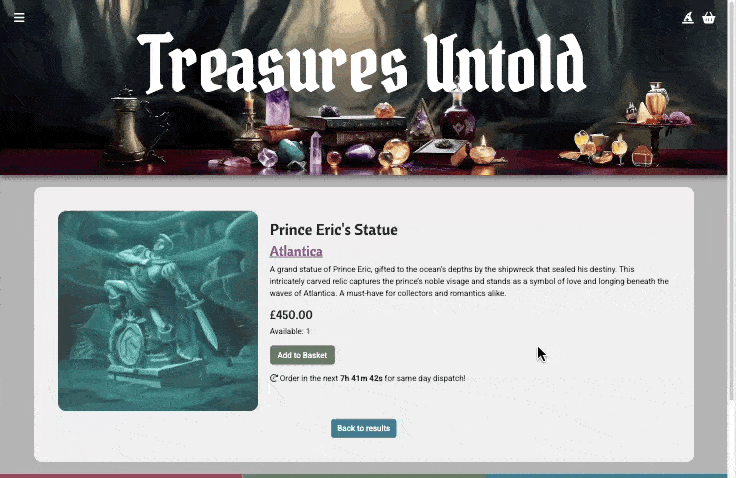 Treasures Untold
Prince Eric's Statue
Atlantica
A grand statue of Prince Eric, gifted to the ocean's depths by the shipwreck that sealed his destiny. This
intricately carved relic captures the prince's noble visage and stands as a symbol of love and longing beneath the
waves of Atlantica. A must-have for collectors and romantics alike.
£450.00
Available: 1
Add to Basket
Order in the next 7h 41m 42s for same day dispatch!
Back to results